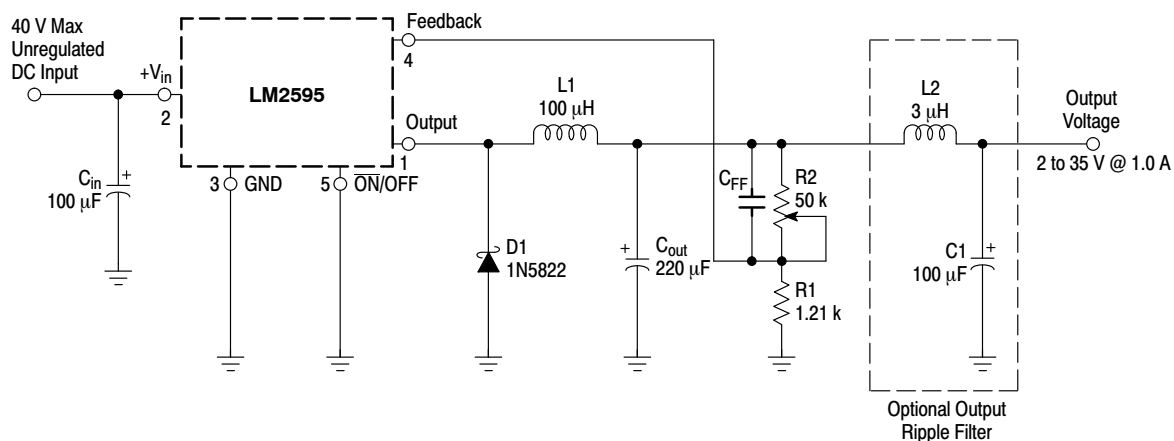 40 V Max
Unregulated
DC Input
+Vin
2
LM2595
Feedback
4
Output
1
3 GND
5 O̅N̅/OFF
Cin
100 μF
+
L1
100 μH
D1
1N5822
+
Cout
220 μF
CFF
R2
50 k
R1
1.21 k
L2
3 μH
C1
100 μF
+
Output
Voltage
2 to 35 V @ 1.0 A
Optional Output
Ripple Filter